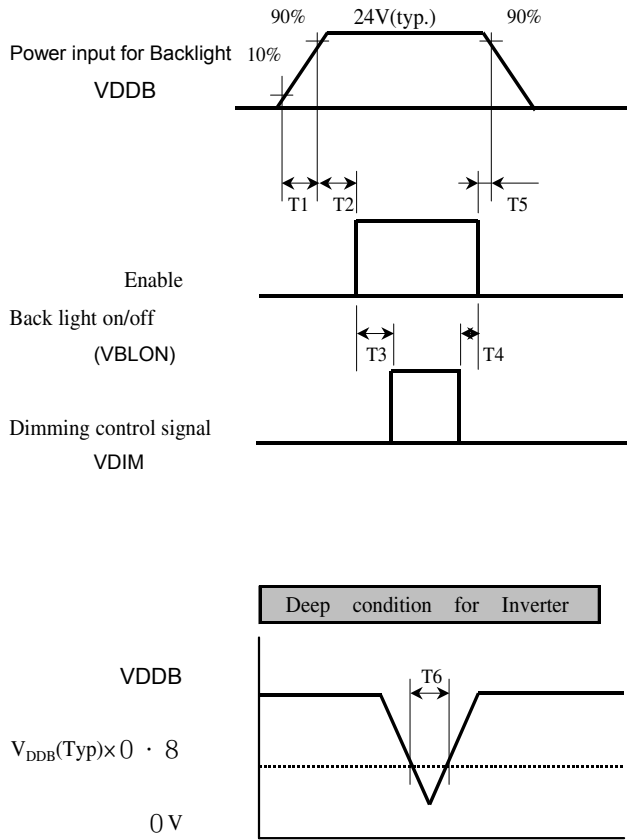 90% 24V(typ.) 90%
Power input for Backlight 10%
VDDB
T1 T2 T5
Enable
Back light on/off
(VBLON) T3 T4
Dimming control signal
VDIM
Deep condition for Inverter
VDDB T6
VDDB(Typ)×0・8
0V